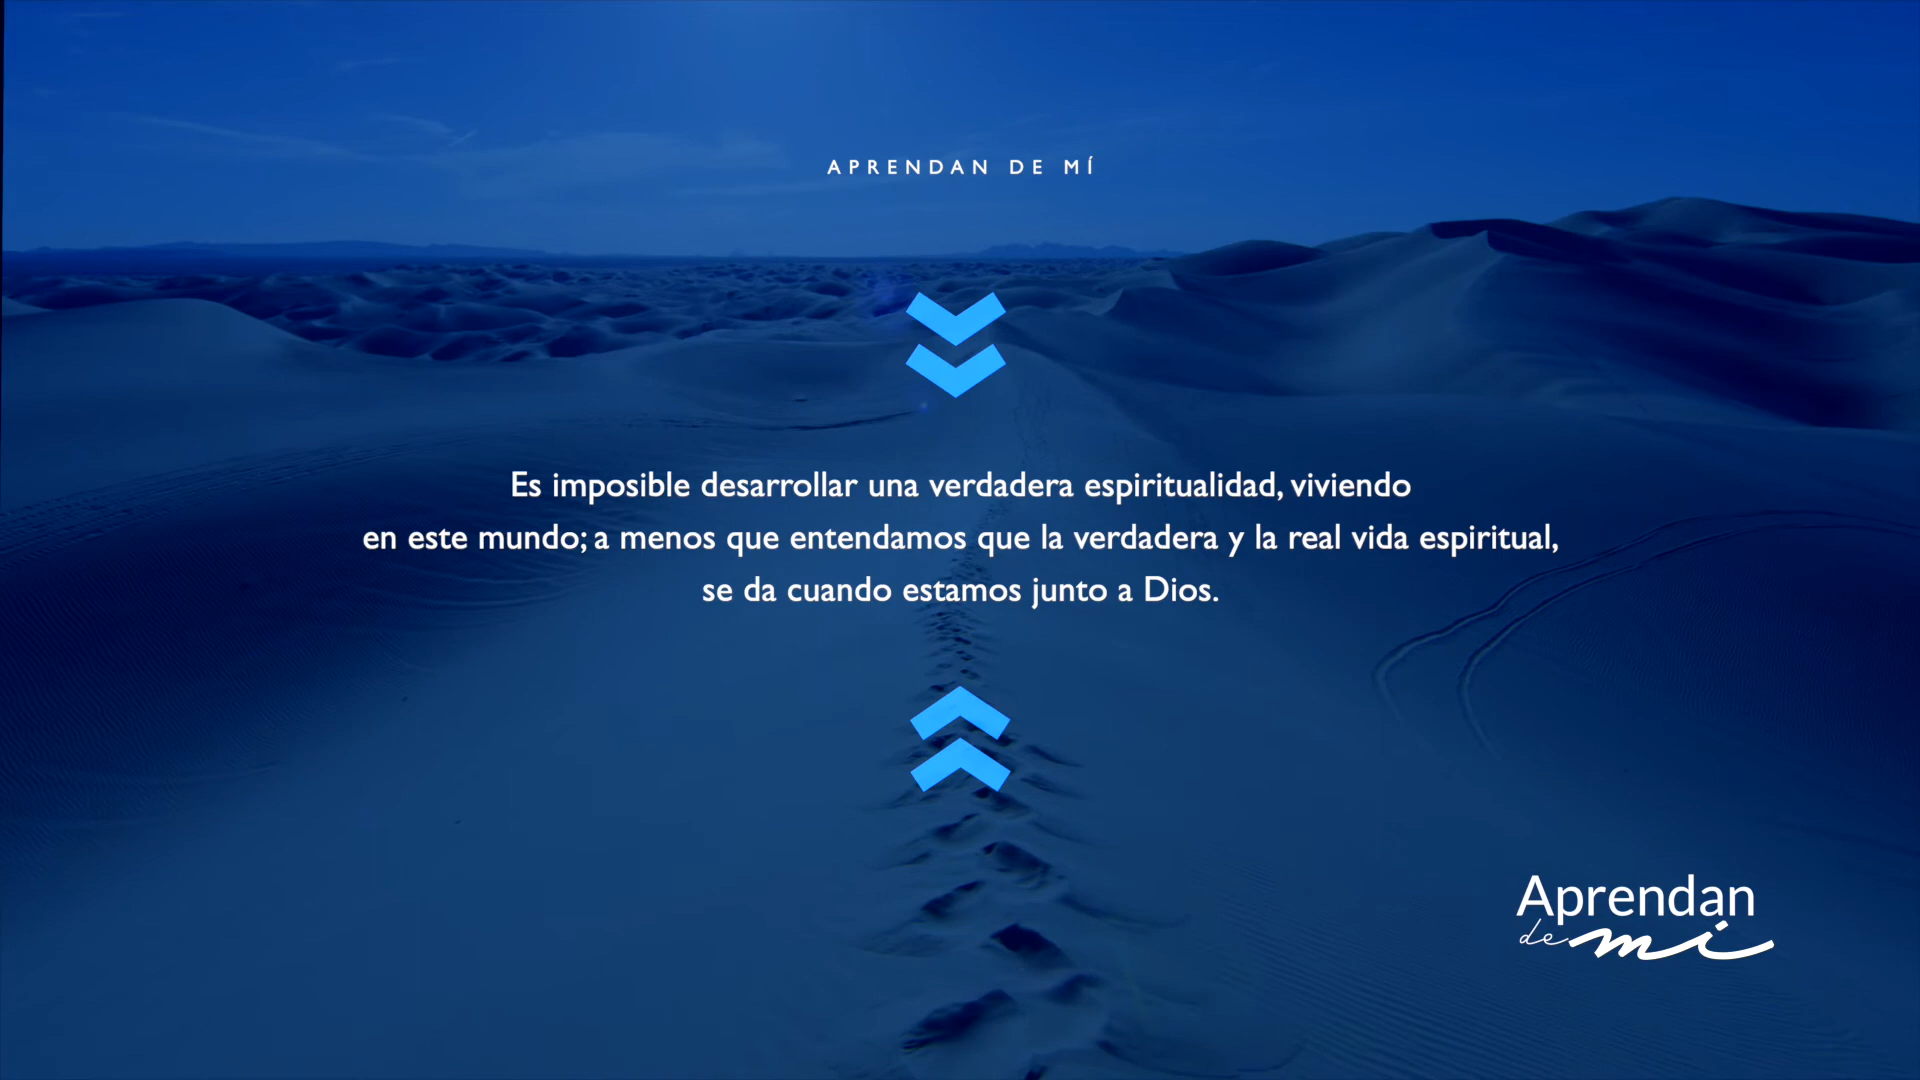 APRENDAN DE MÍ
Es imposible desarrollar una verdadera espiritualidad, viviendo
en este mundo; a menos que entendamos que la verdadera y la real vida espiritual,
se da cuando estamos junto a Dios.
Aprendan
de mí